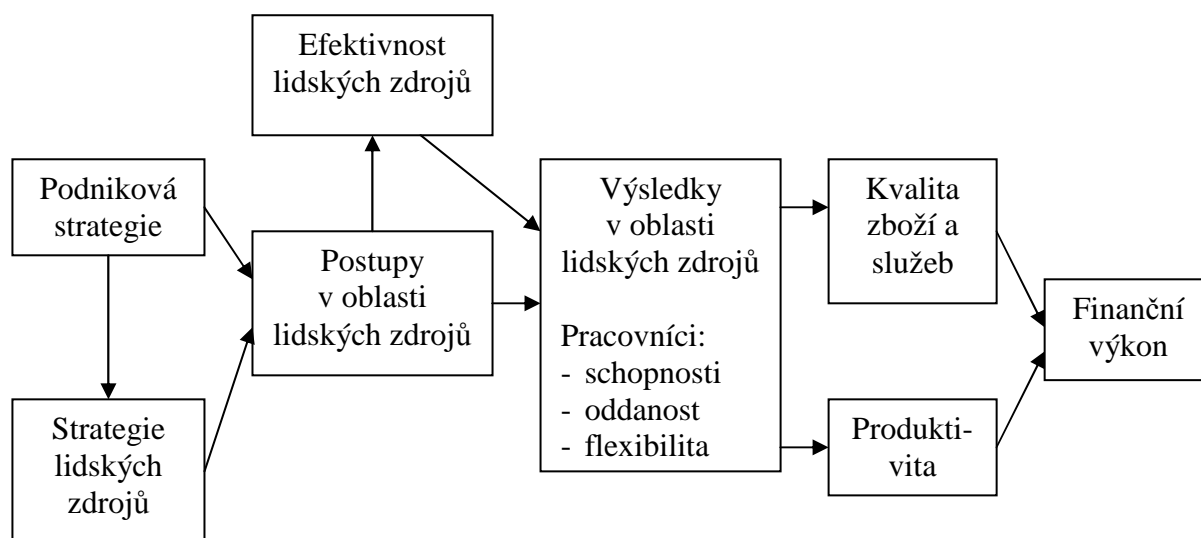 Efektivnost
lidských zdrojů
Podniková
strategie
Postupy
v oblasti
lidských zdrojů
Strategie
lidských
zdrojů
Výsledky
v oblasti
lidských zdrojů
Pracovníci:
- schopnosti
- oddanost
- flexibilita
Kvalita
zboží a
služeb
Produkti-
vita
Finanční
výkon